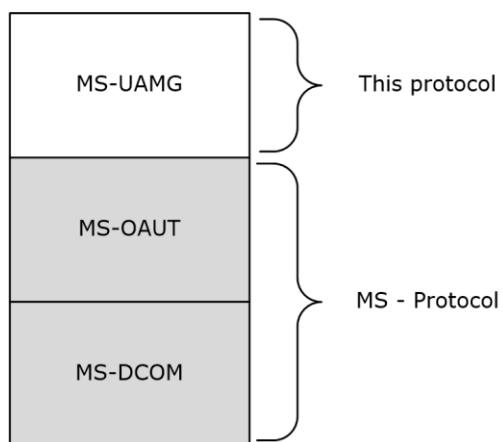 MS-UAMG
This protocol
MS-OAUT
MS - Protocol
MS-DCOM